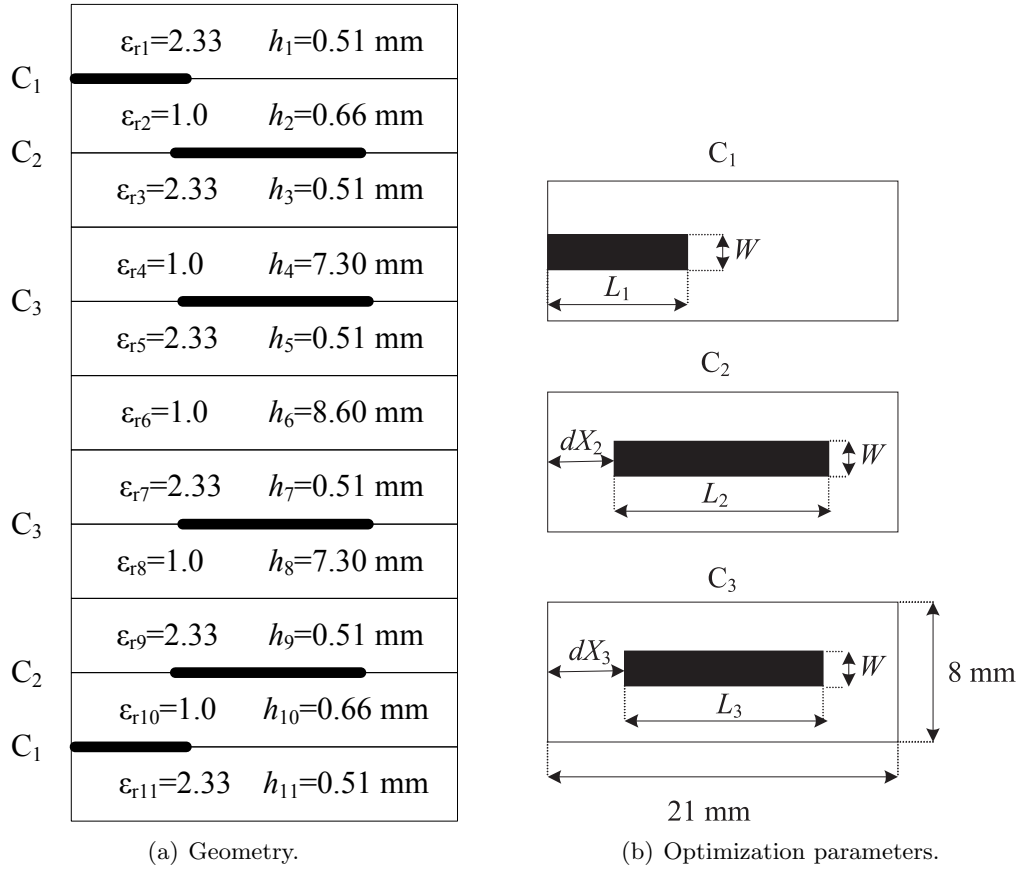 εr1=2.33 h1=0.51 mm
C1
εr2=1.0 h2=0.66 mm
C2
εr3=2.33 h3=0.51 mm
εr4=1.0 h4=7.30 mm
C3
εr5=2.33 h5=0.51 mm
εr6=1.0 h6=8.60 mm
εr7=2.33 h7=0.51 mm
C3
εr8=1.0 h8=7.30 mm
εr9=2.33 h9=0.51 mm
C2
εr10=1.0 h10=0.66 mm
C1
εr11=2.33 h11=0.51 mm
(a) Geometry.
C1
W
L1
C2
dX2
W
L2
C3
dX3
W
L3
8 mm
21 mm
(b) Optimization parameters.